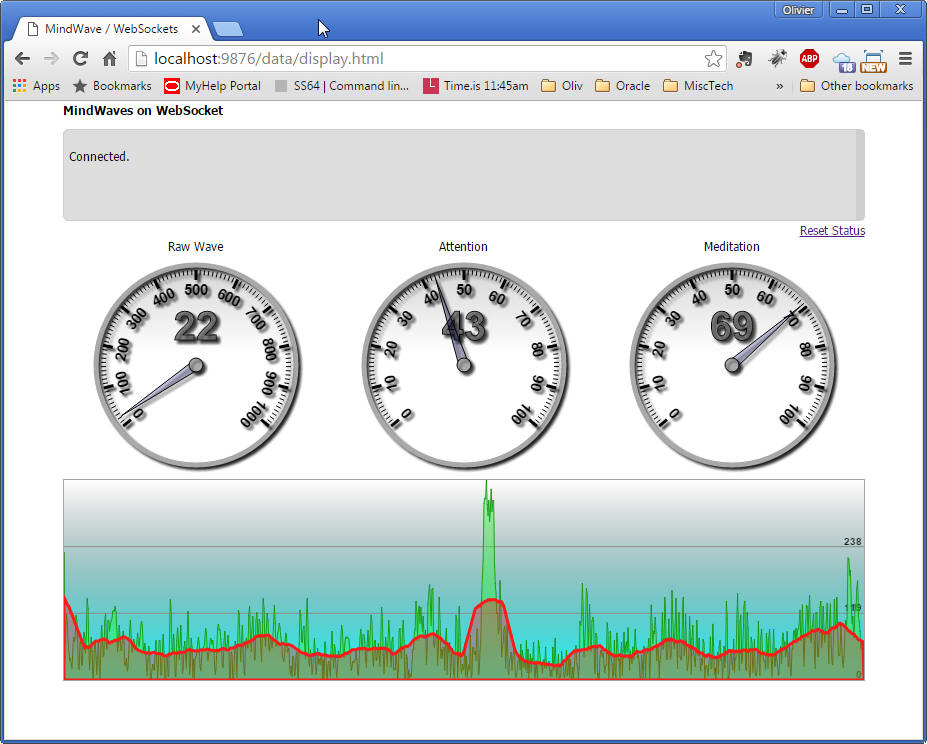 Olivier
MindWave / WebSockets
localhost:9876/data/display.html
ABP
18
NEW
Apps
Bookmarks
MyHelp Portal
SS64 | Command lin...
Time.is 11:45am
Oliv
Oracle
MiscTech
»
Other bookmarks
MindWaves on WebSocket
Connected.
Reset Status
Raw Wave
Attention
Meditation
0 100 200 300 400 500 600 700 800 900 1000
22
0 10 20 30 40 50 60 70 80 90 100
43
0 10 20 30 40 50 60 70 80 90 100
69
238
119
0